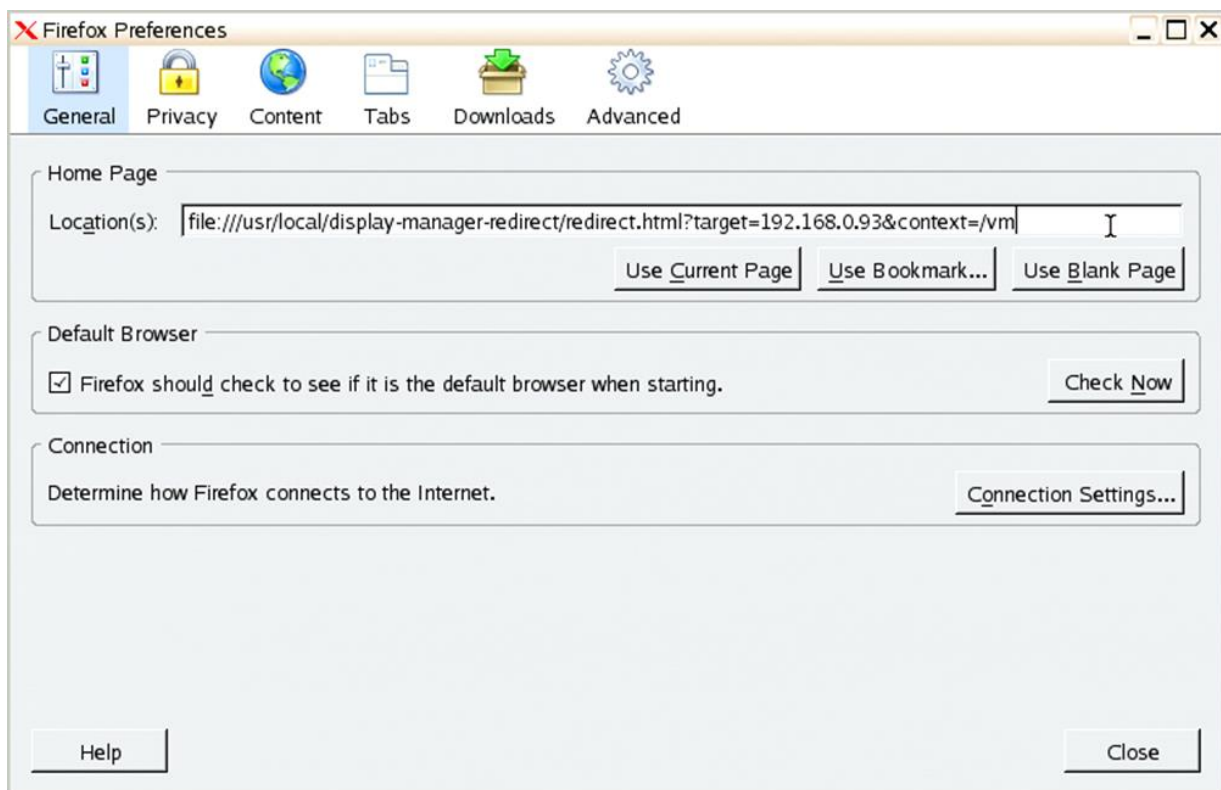 Firefox Preferences
General Privacy Content Tabs Downloads Advanced
Home Page
Location(s): file:///usr/local/display-manager-redirect/redirect.html?target=192.168.0.93&context=/vm
Use Current Page Use Bookmark... Use Blank Page
Default Browser
Firefox should check to see if it is the default browser when starting. Check Now
Connection
Determine how Firefox connects to the Internet. Connection Settings...
Help Close